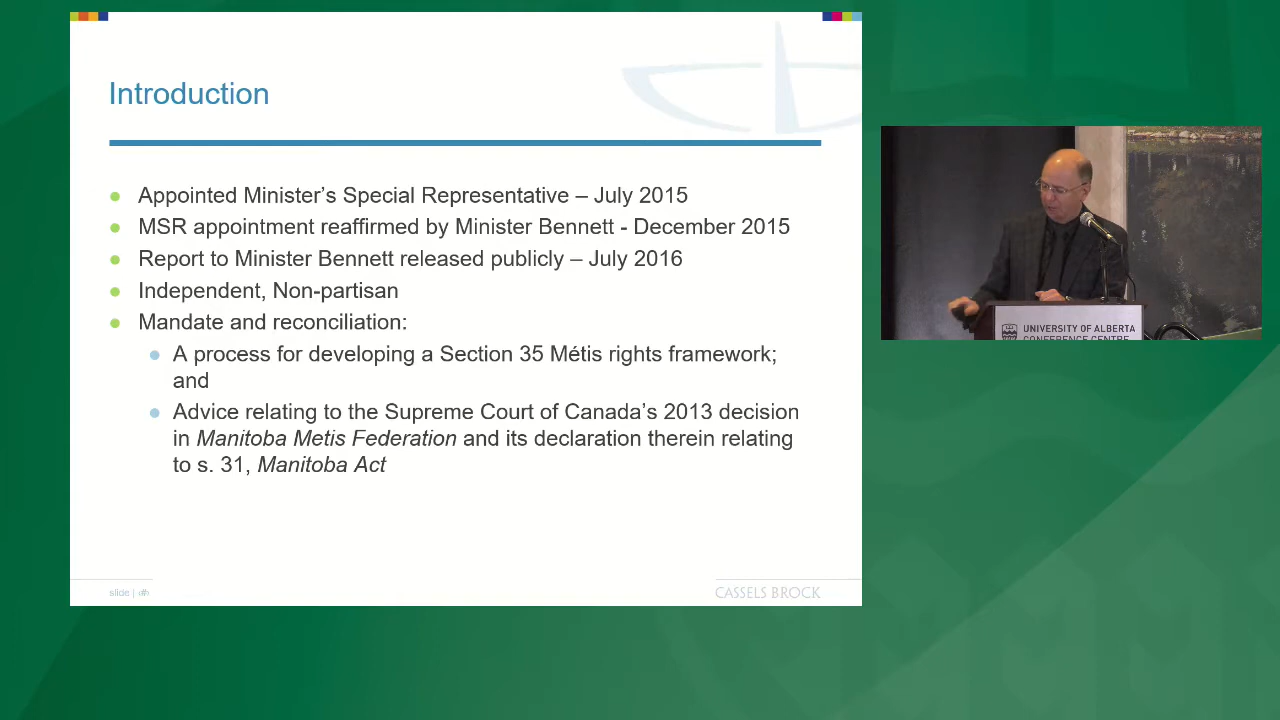 Introduction
Appointed Minister's Special Representative – July 2015
MSR appointment reaffirmed by Minister Bennett - December 2015
Report to Minister Bennett released publicly – July 2016
Independent, Non-partisan
Mandate and reconciliation:
A process for developing a Section 35 Métis rights framework;
and
Advice relating to the Supreme Court of Canada's 2013 decision
in Manitoba Metis Federation and its declaration therein relating
to s. 31, Manitoba Act
slide | ‹#›
CASSELS BROCK
UNIVERSITY OF ALBERTA
CONFERENCE CENTRE